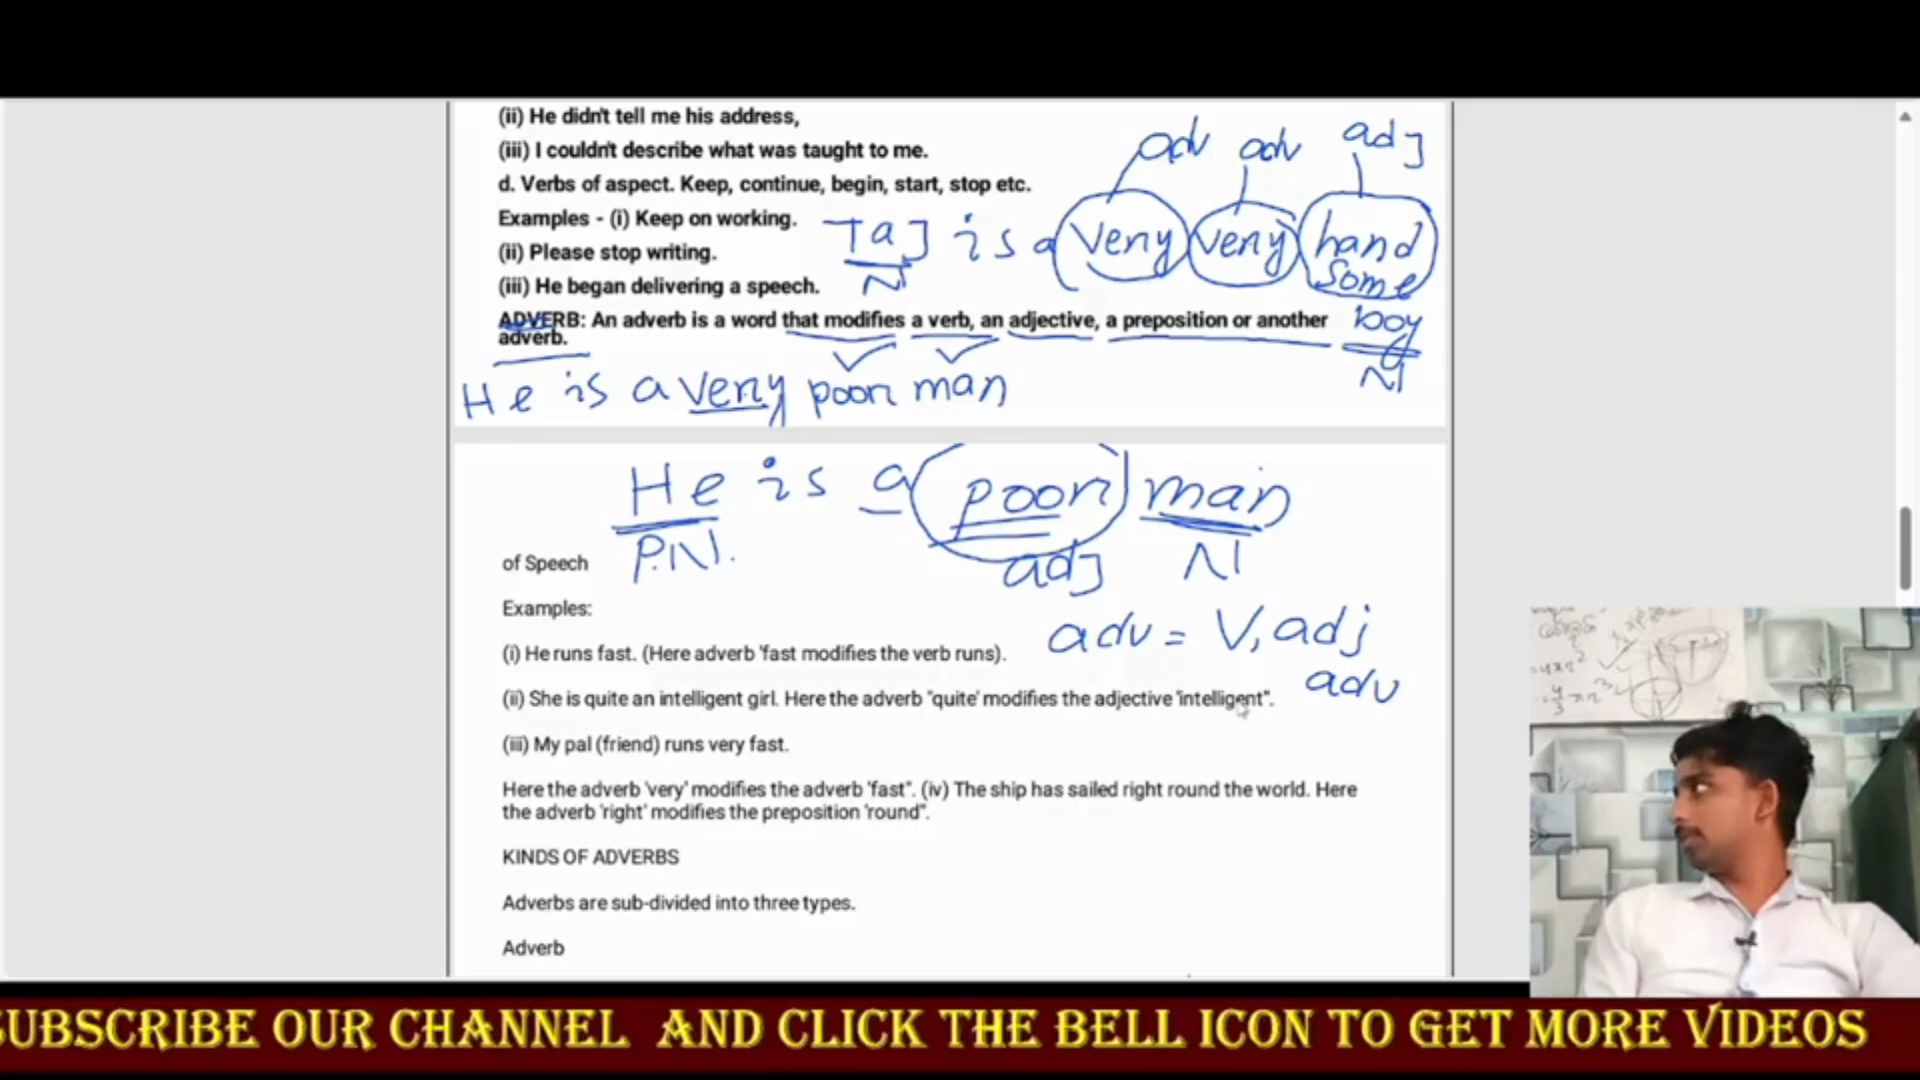 (ii) He didn't tell me his address,
(iii) I couldn't describe what was taught to me.
d. Verbs of aspect. Keep, continue, begin, start, stop etc.
Examples - (i) Keep on working.
(ii) Please stop writing.
(iii) He began delivering a speech.
adv adv adj
Taj is a very very hand
some
boy
N
N
ADVERB: An adverb is a word that modifies a verb, an adjective, a preposition or another
adverb.
He is a very poor man
He is a poor man
P.N. adj N
of Speech
Examples:
adv = V, adj
adv
(i) He runs fast. (Here adverb 'fast modifies the verb runs).
(ii) She is quite an intelligent girl. Here the adverb "quite' modifies the adjective 'intelligent".
(iii) My pal (friend) runs very fast.
Here the adverb 'very' modifies the adverb 'fast". (iv) The ship has sailed right round the world. Here
the adverb 'right' modifies the preposition 'round".
KINDS OF ADVERBS
Adverbs are sub-divided into three types.
Adverb
SUBSCRIBE OUR CHANNEL AND CLICK THE BELL ICON TO GET MORE VIDEOS